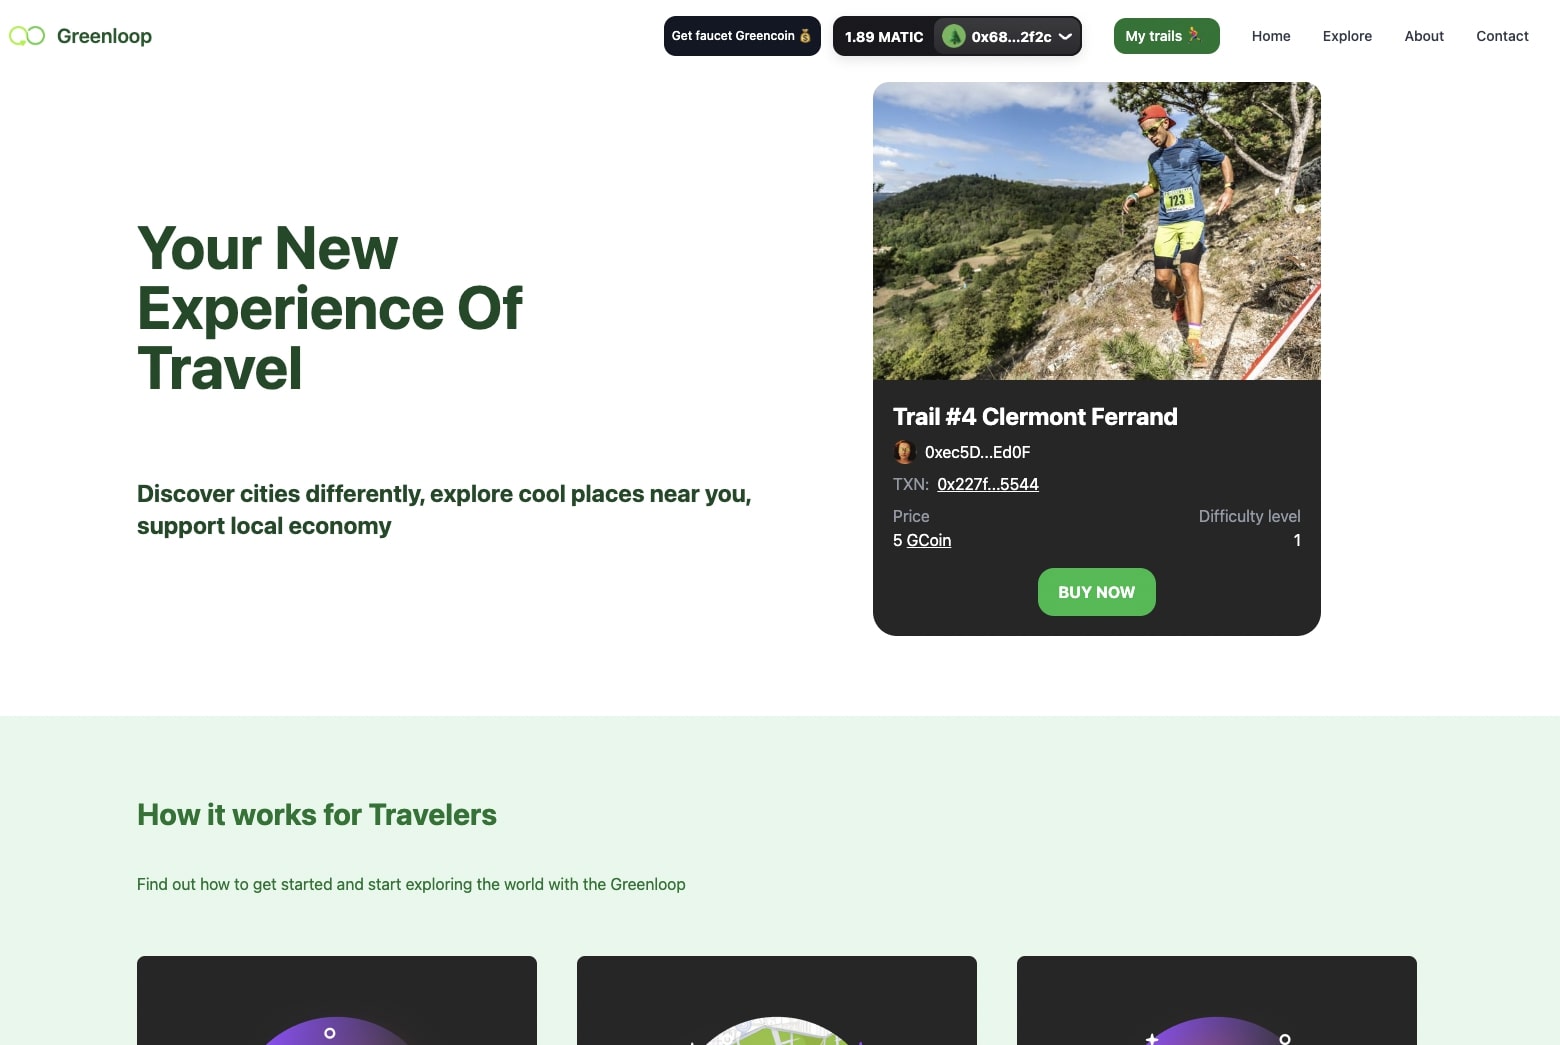 Greenloop
Get faucet Greencoin 💰
1.89 MATIC
0x68...2f2c
My trails
Home
Explore
About
Contact
Your New
Experience Of
Travel
Discover cities differently, explore cool places near you,
support local economy
723
Trail #4 Clermont Ferrand
0xec5D...Ed0F
TXN: 0x227f...5544
Price
Difficulty level
5 GCoin
1
BUY NOW
How it works for Travelers
Find out how to get started and start exploring the world with the Greenloop